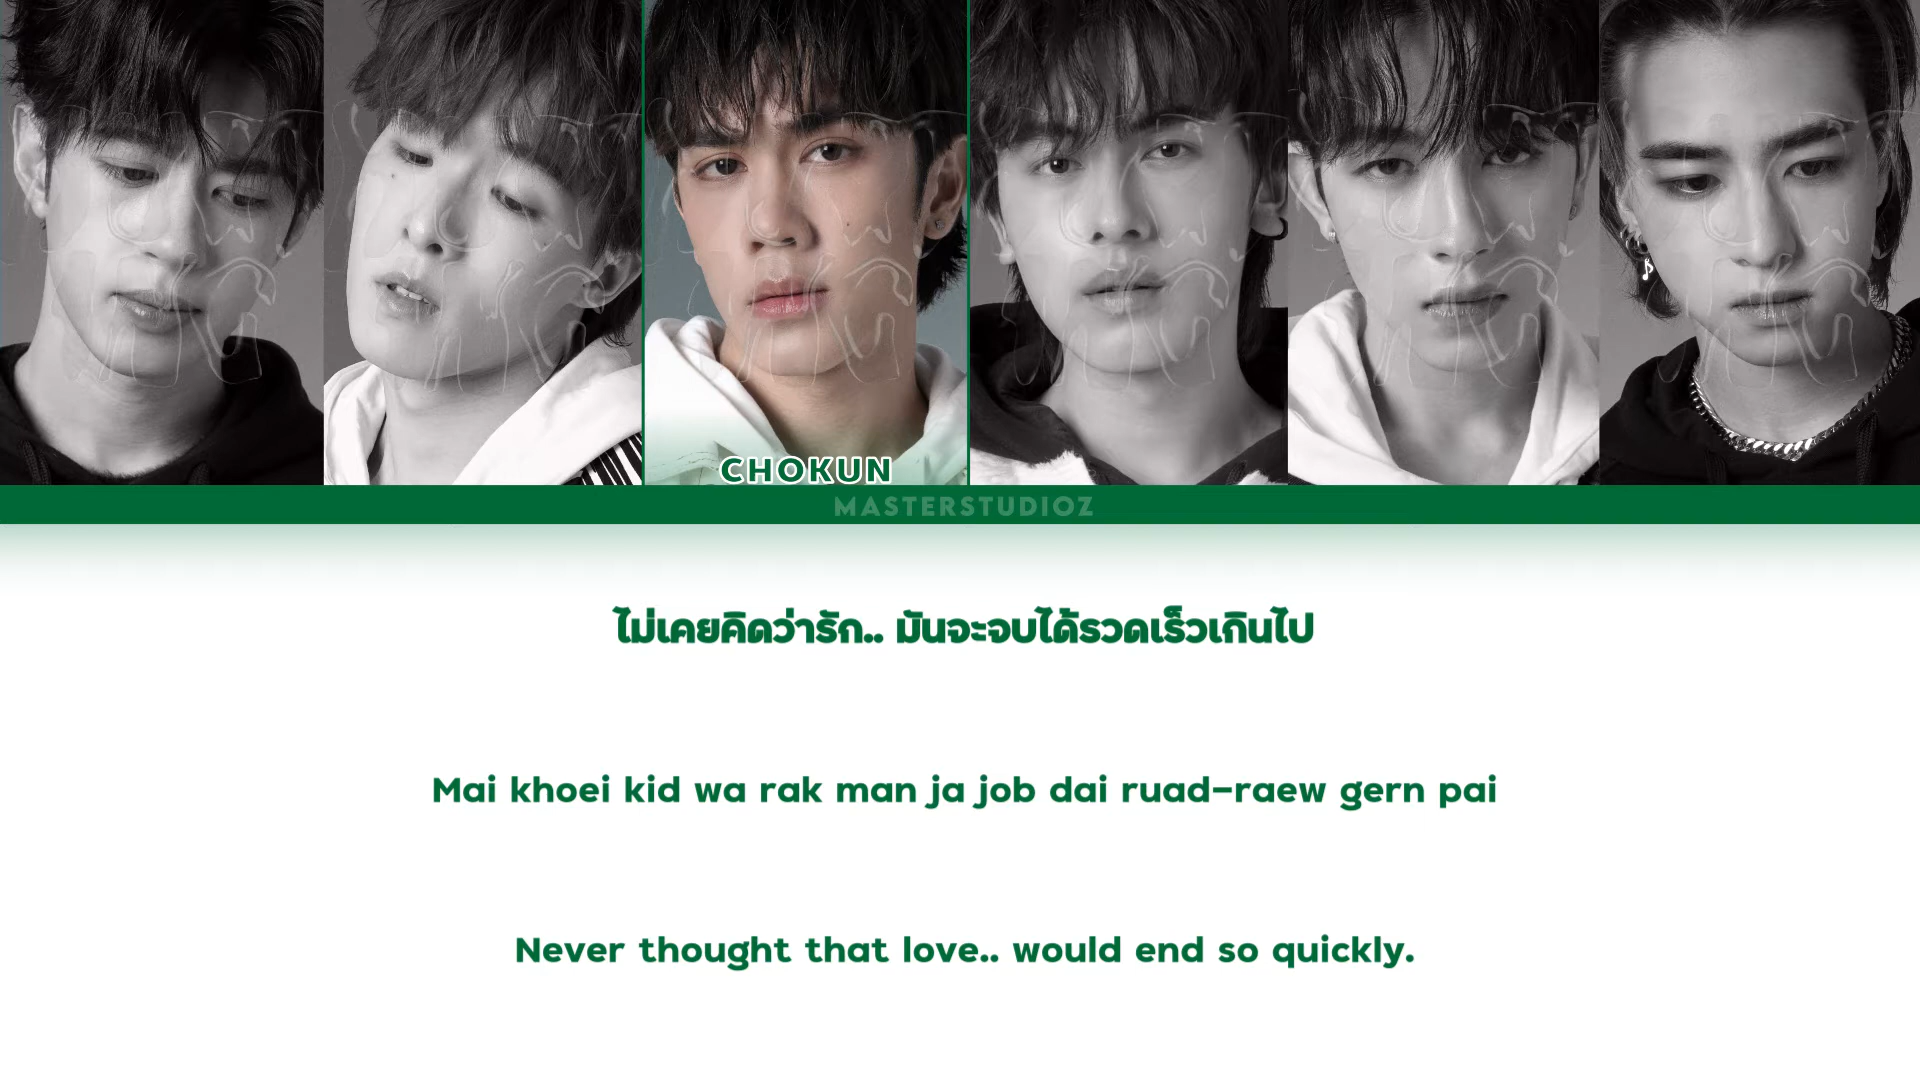 CHOKUN
MASTERSTUDIOZ
ไม่เคยคิดว่ารัก.. มันจะจบได้รวดเร็วเกินไป
Mai khoei kid wa rak man ja job dai ruad-raew gern pai
Never thought that love.. would end so quickly.